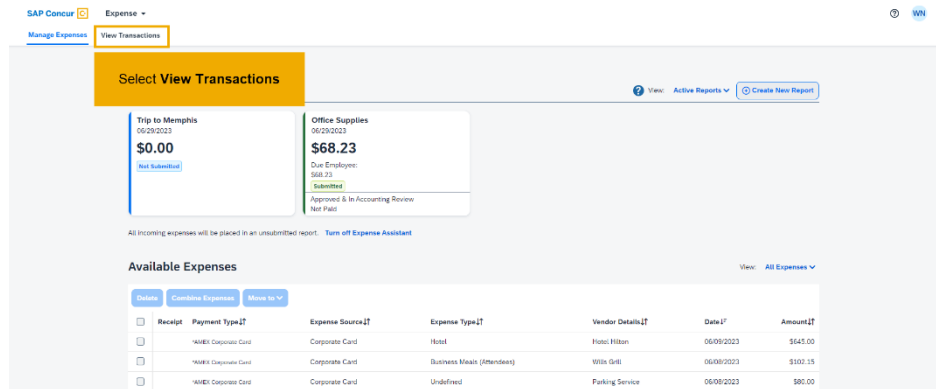 SAP Concur C Expense
WN
Manage Expenses View Transactions
Select View Transactions
View: Active Reports Create New Report
Trip to Memphis
06/29/2023
$0.00
Not Submitted
Office Supplies
06/29/2023
$68.23
Due Employee:
$68.23
Submitted
Approved & In Accounting Review
Not Paid
All incoming expenses will be placed in an unsubmitted report. Turn off Expense Assistant
Available Expenses
View: All Expenses
Delete Combine Expenses Move to
Receipt Payment Type Expense Source Expense Type Vendor Details Date Amount
*AMEX Corporate Card Corporate Card Hotel Hotel Hilton 06/09/2023 $645.00
*AMEX Corporate Card Corporate Card Business Meals (Attendees) Wills Grill 06/08/2023 $102.15
*AMEX Corporate Card Corporate Card Undefined Parking Service 06/08/2023 $80.00